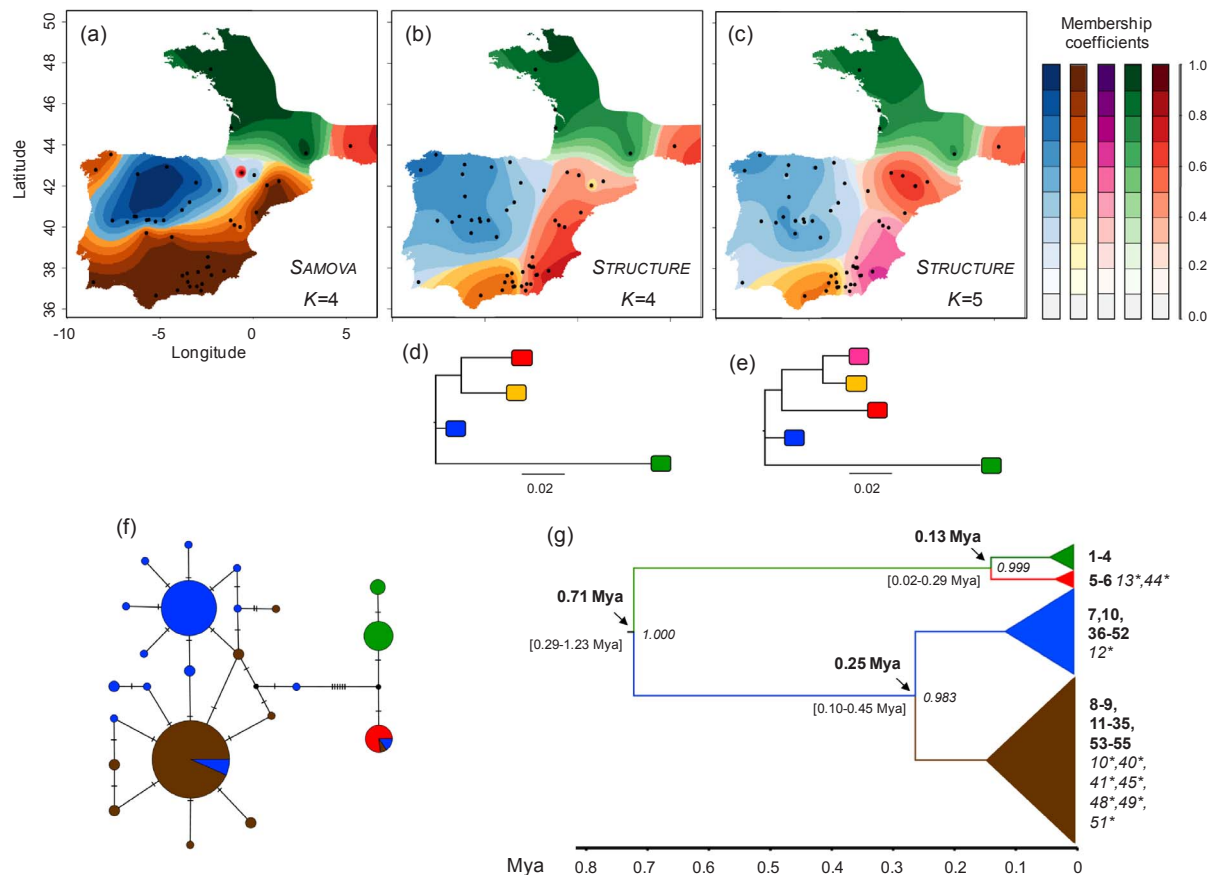 (a)
(b)
(c)
Membership coefficients
Latitude
50
48
46
44
42
40
38
36
-10
-5
0
5
Longitude
SAMOVA
K=4
STRUCTURE
K=4
STRUCTURE
K=5
1.0
0.8
0.6
0.4
0.2
0.0
(d)
0.02
(e)
0.02
(f)
(g)
0.13 Mya
0.999
[0.02-0.29 Mya]
1-4
5-6 13*,44*
0.71 Mya
1.000
[0.29-1.23 Mya]
7,10,
36-52
12*
0.25 Mya
0.983
[0.10-0.45 Mya]
8-9,
11-35,
53-55
10*,40*,
41*,45*,
48*,49*,
51*
Mya
0.8 0.7 0.6 0.5 0.4 0.3 0.2 0.1 0